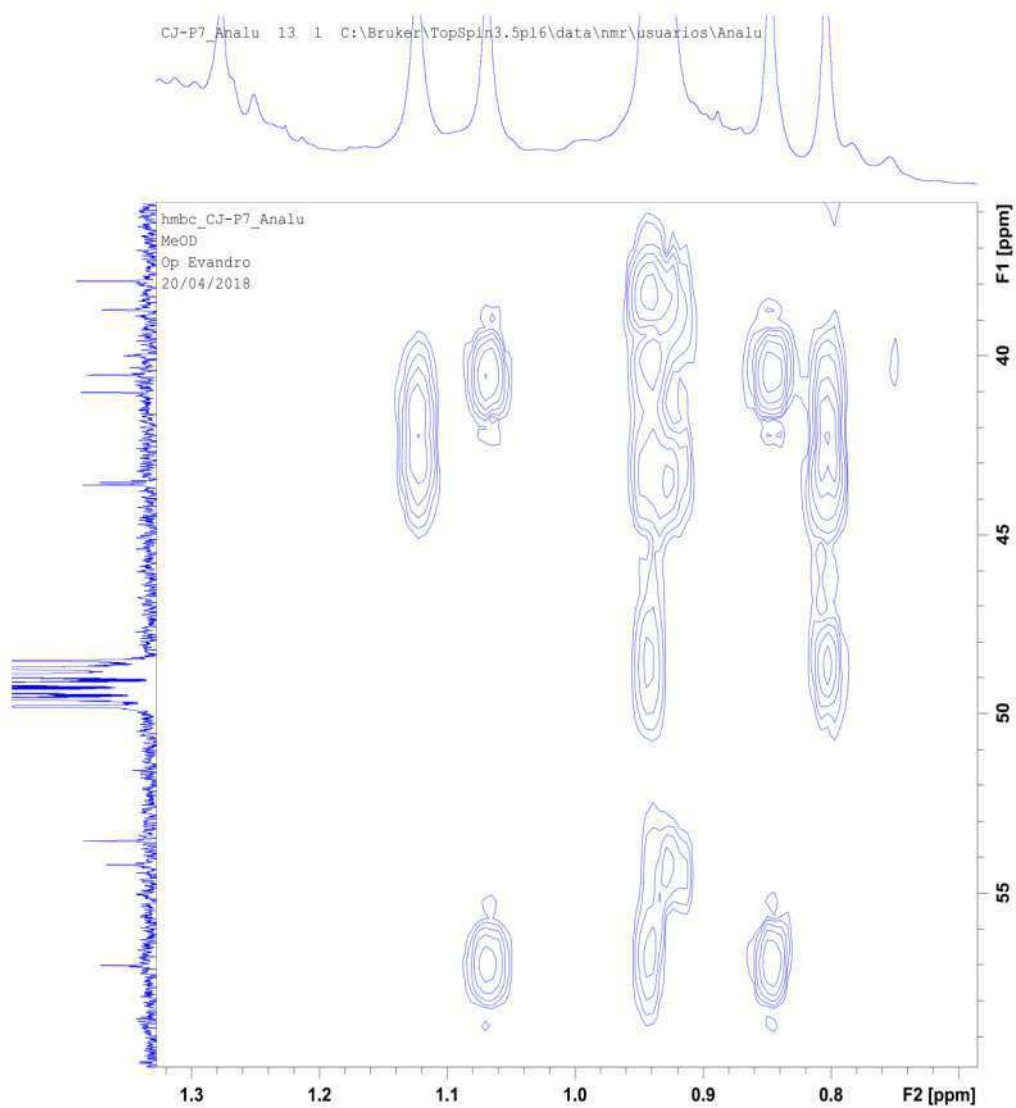 CJ-P7_Analu 13 1 C:\Bruker\TopSpin3.5pl6\data\nmr\usuarios\Analu
hmbc_CJ-P7_Analu
MeOD
Op Evandro
20/04/2018
F1 [ppm]
40
45
50
55
1.3 1.2 1.1 1.0 0.9 0.8 F2 [ppm]